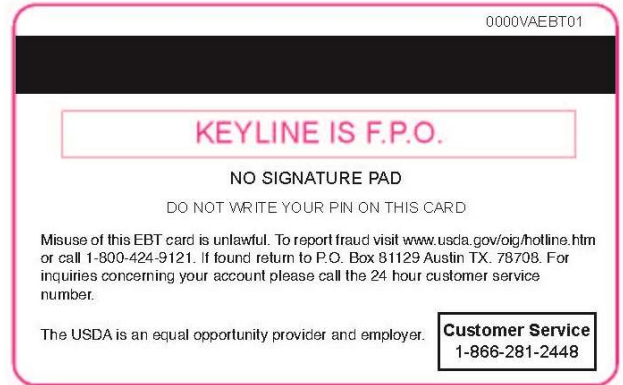 0000VAEBT01
KEYLINE IS F.P.O.
NO SIGNATURE PAD
DO NOT WRITE YOUR PIN ON THIS CARD
Misuse of this EBT card is unlawful. To report fraud visit www.usda.gov/oig/hotline.htm
or call 1-800-424-9121. If found return to P.O. Box 81129 Austin TX. 78708. For
inquiries concerning your account please call the 24 hour customer service
number.
The USDA is an equal opportunity provider and employer.
Customer Service
1-866-281-2448